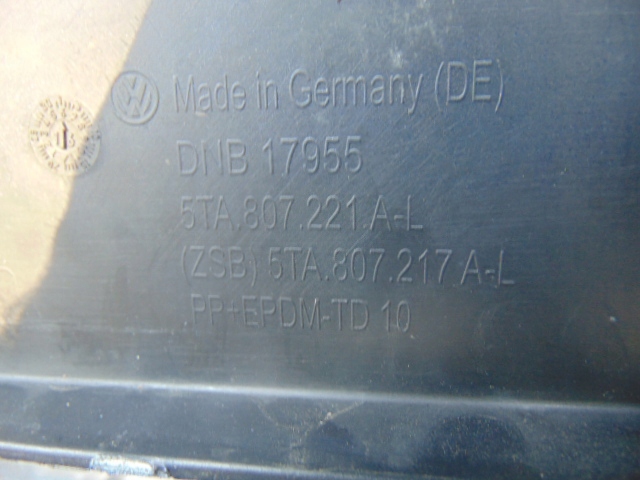 Made in Germany (DE)
DNB 17955
5TA.807.221.A-L
(ZSB) 5TA.807.217 A-L
PP+EPDM-TD 10